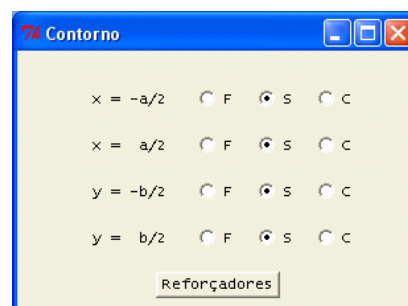 Contorno
x = -a/2 F S C
x = a/2 F S C
y = -b/2 F S C
y = b/2 F S C
Reforçadores